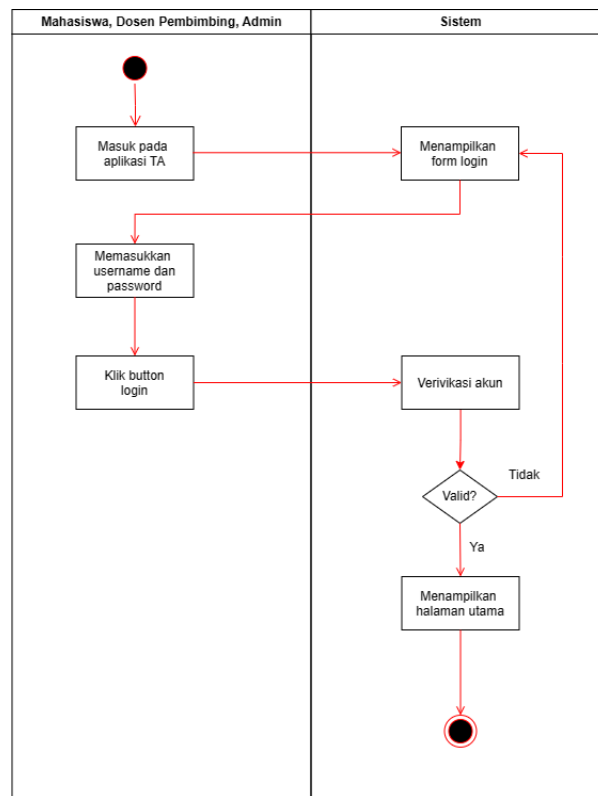 Mahasiswa, Dosen Pembimbing, Admin
Sistem
Masuk pada
aplikasi TA
Menampilkan
form login
Memasukkan
username dan
password
Klik button
login
Verivikasi akun
Valid?
Tidak
Ya
Menampilkan
halaman utama